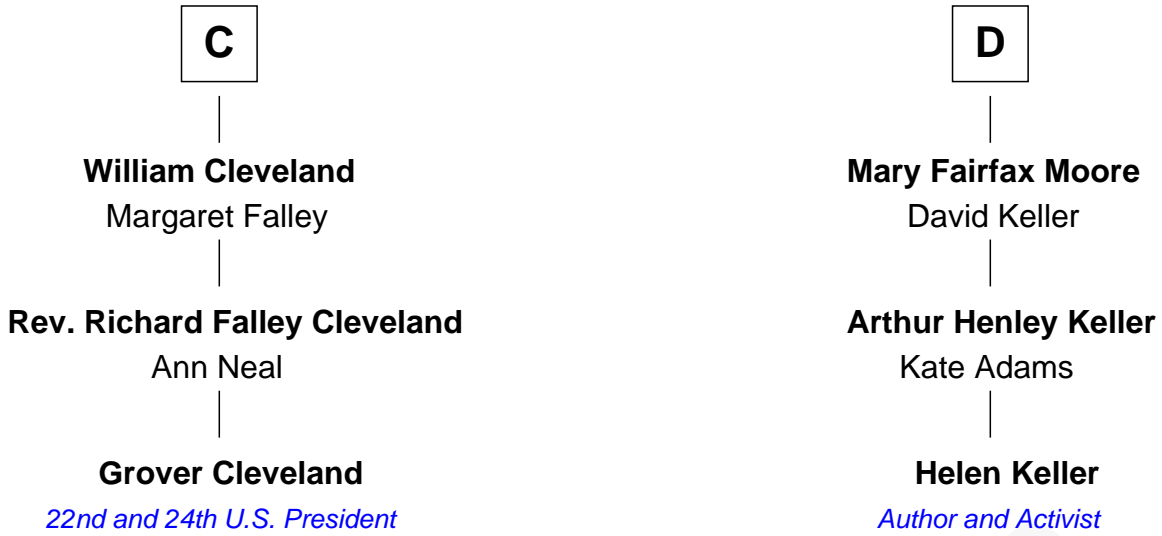 C
William Cleveland
Margaret Falley
Rev. Richard Falley Cleveland
Ann Neal
Grover Cleveland
22nd and 24th U.S. President
D
Mary Fairfax Moore
David Keller
Arthur Henley Keller
Kate Adams
Helen Keller
Author and Activist